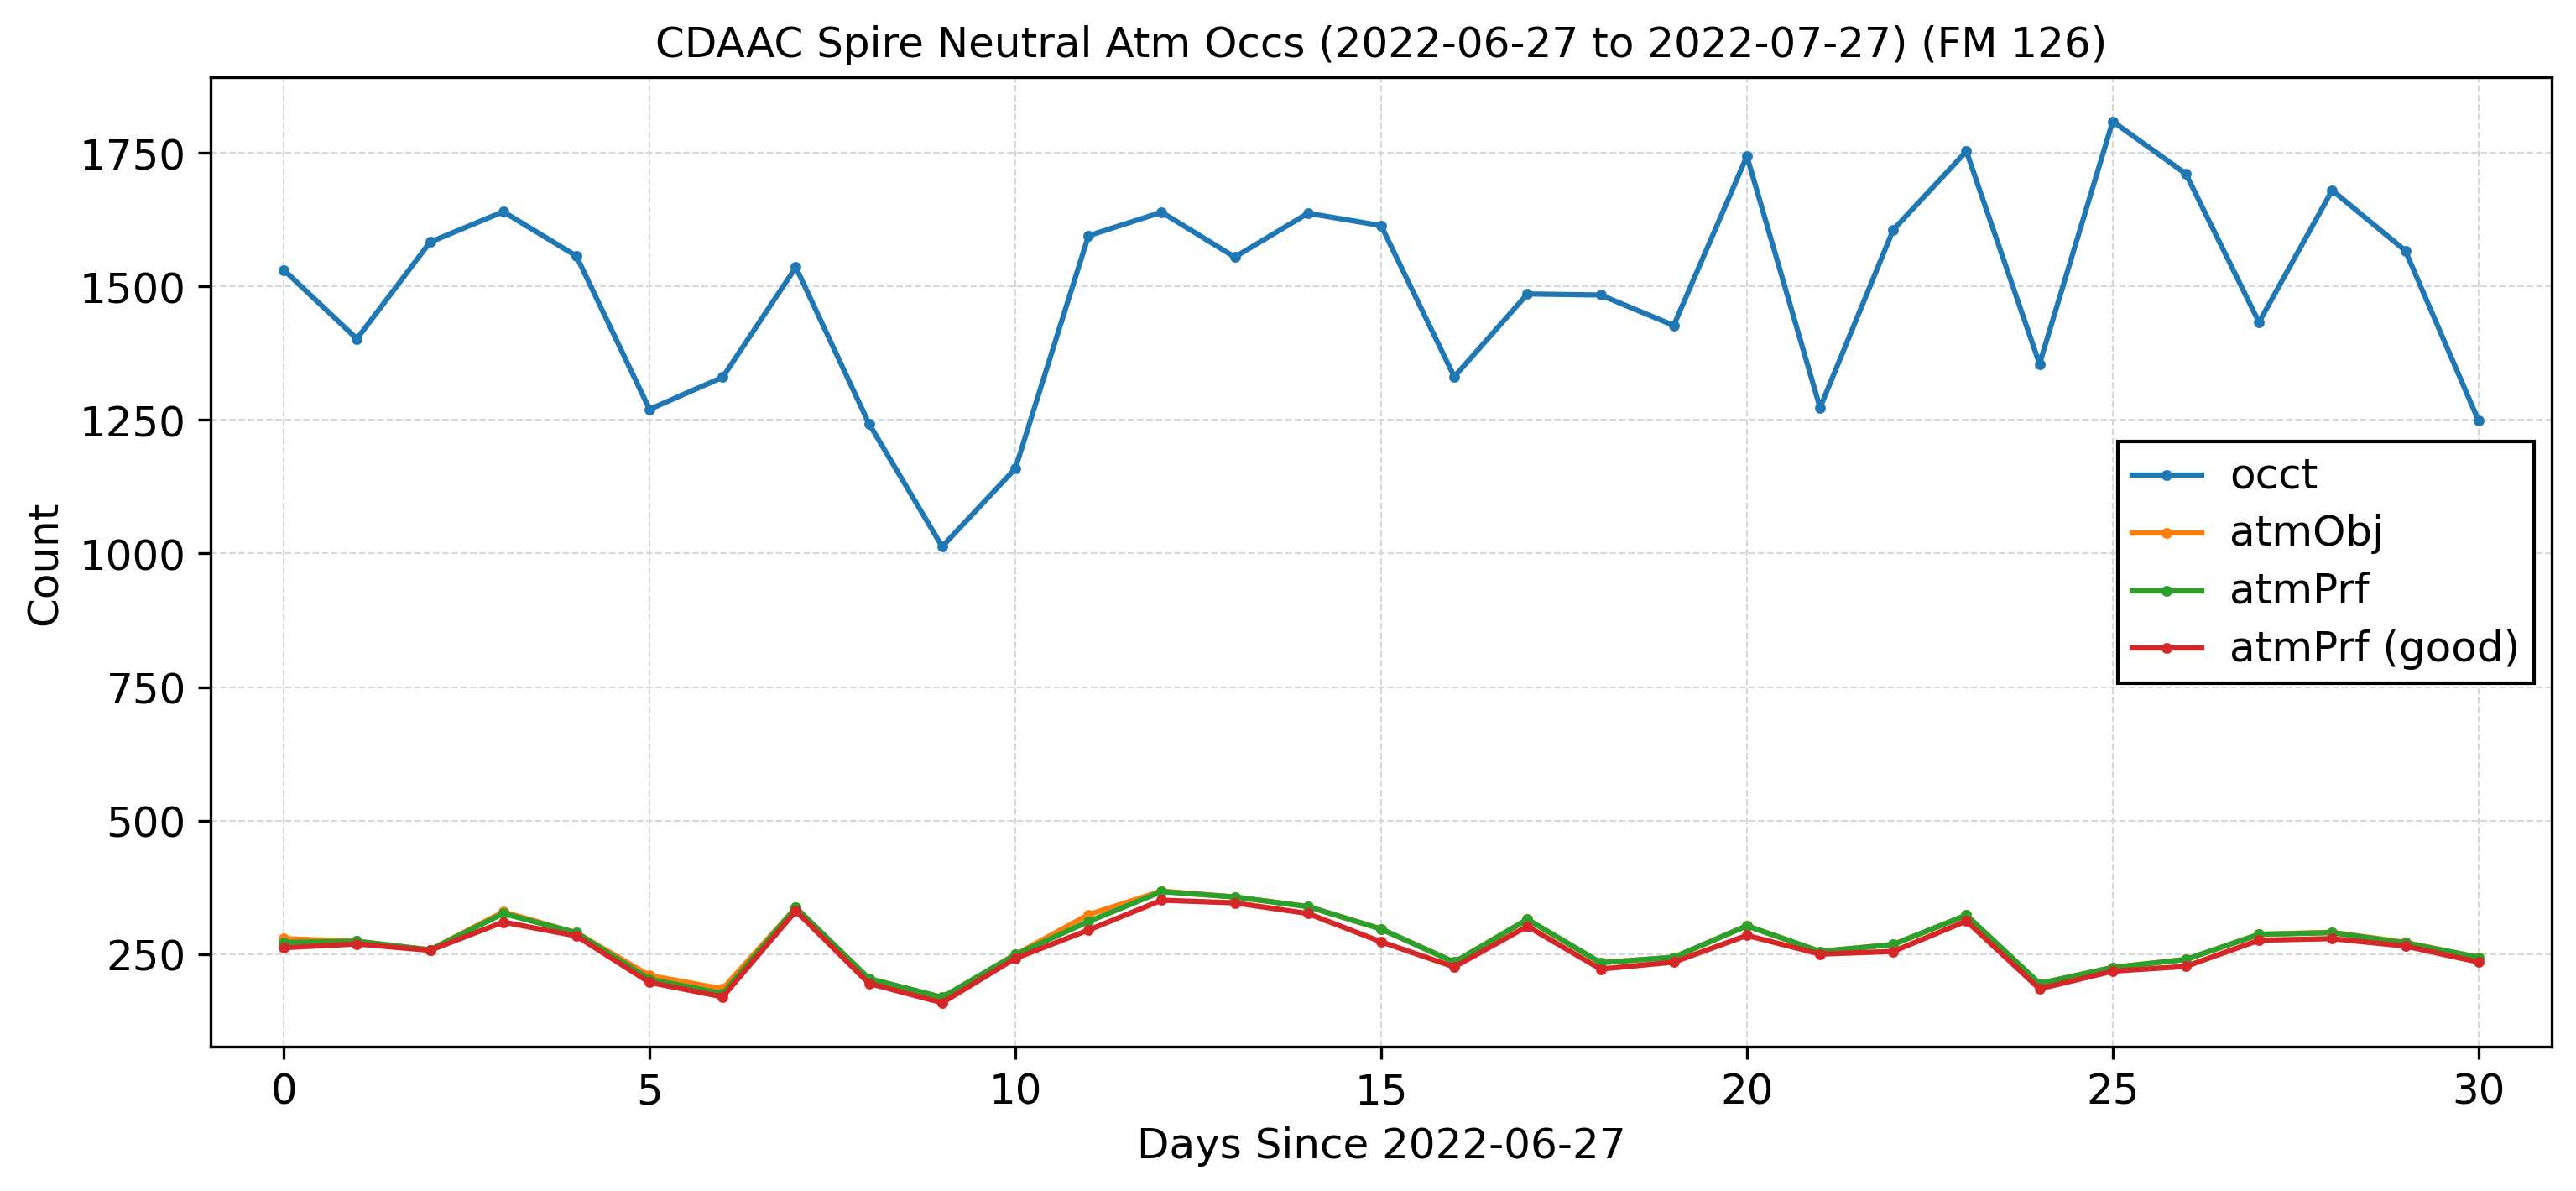 CDAAC Spire Neutral Atm Occs (2022-06-27 to 2022-07-27) (FM 126)
1750
1500
1250
1000
750
500
250
Count
occt
atmObj
atmPrf
atmPrf (good)
0 5 10 15 20 25 30
Days Since 2022-06-27